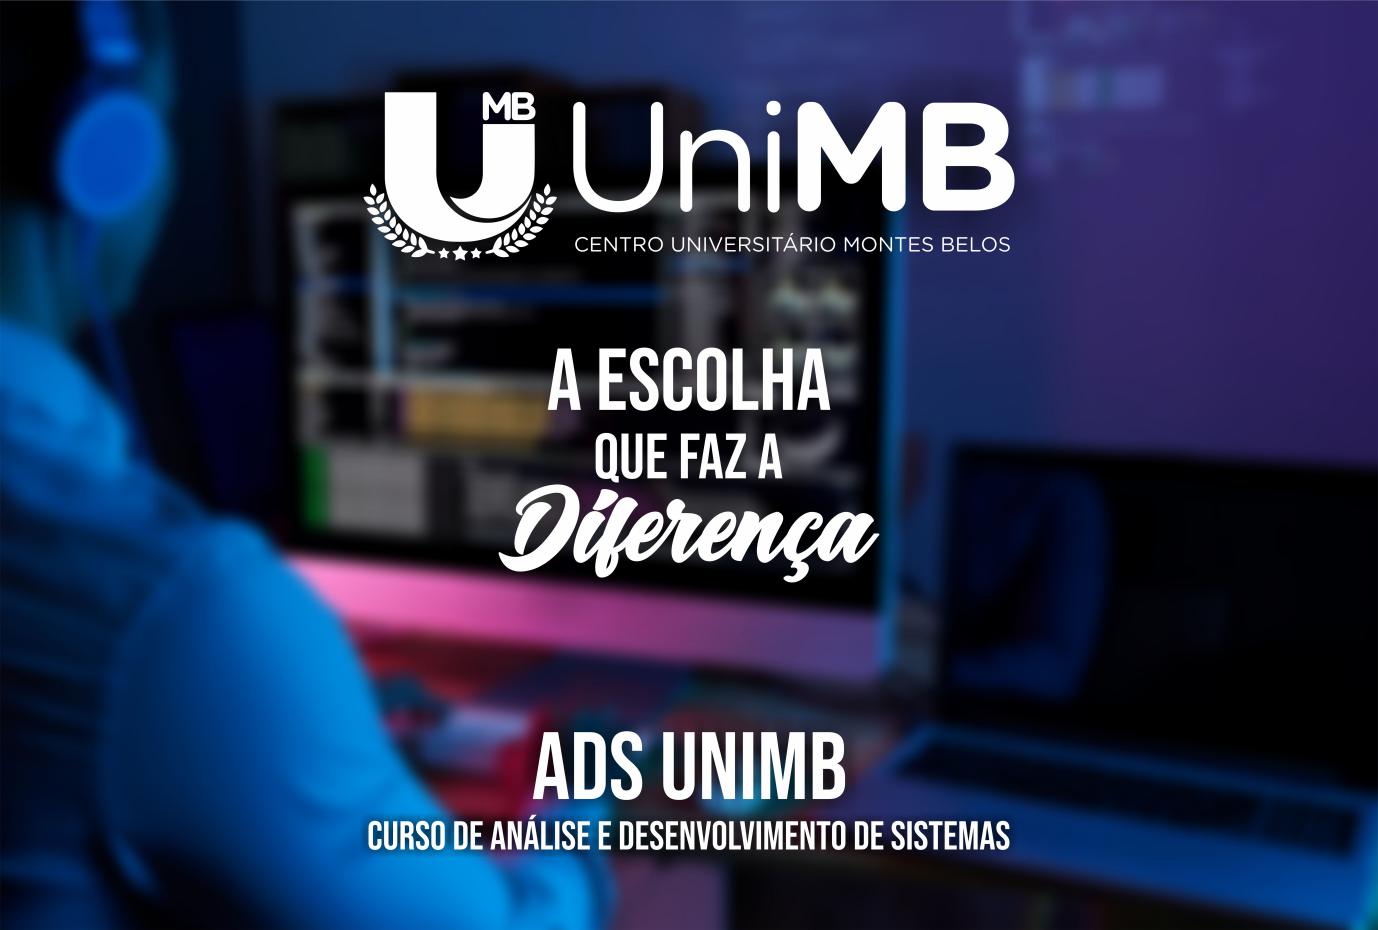 MB
UniMB
CENTRO UNIVERSITÁRIO MONTES BELOS
A ESCOLHA
QUE FAZ A
Diferença
ADS UNIMB
CURSO DE ANÁLISE E DESENVOLVIMENTO DE SISTEMAS